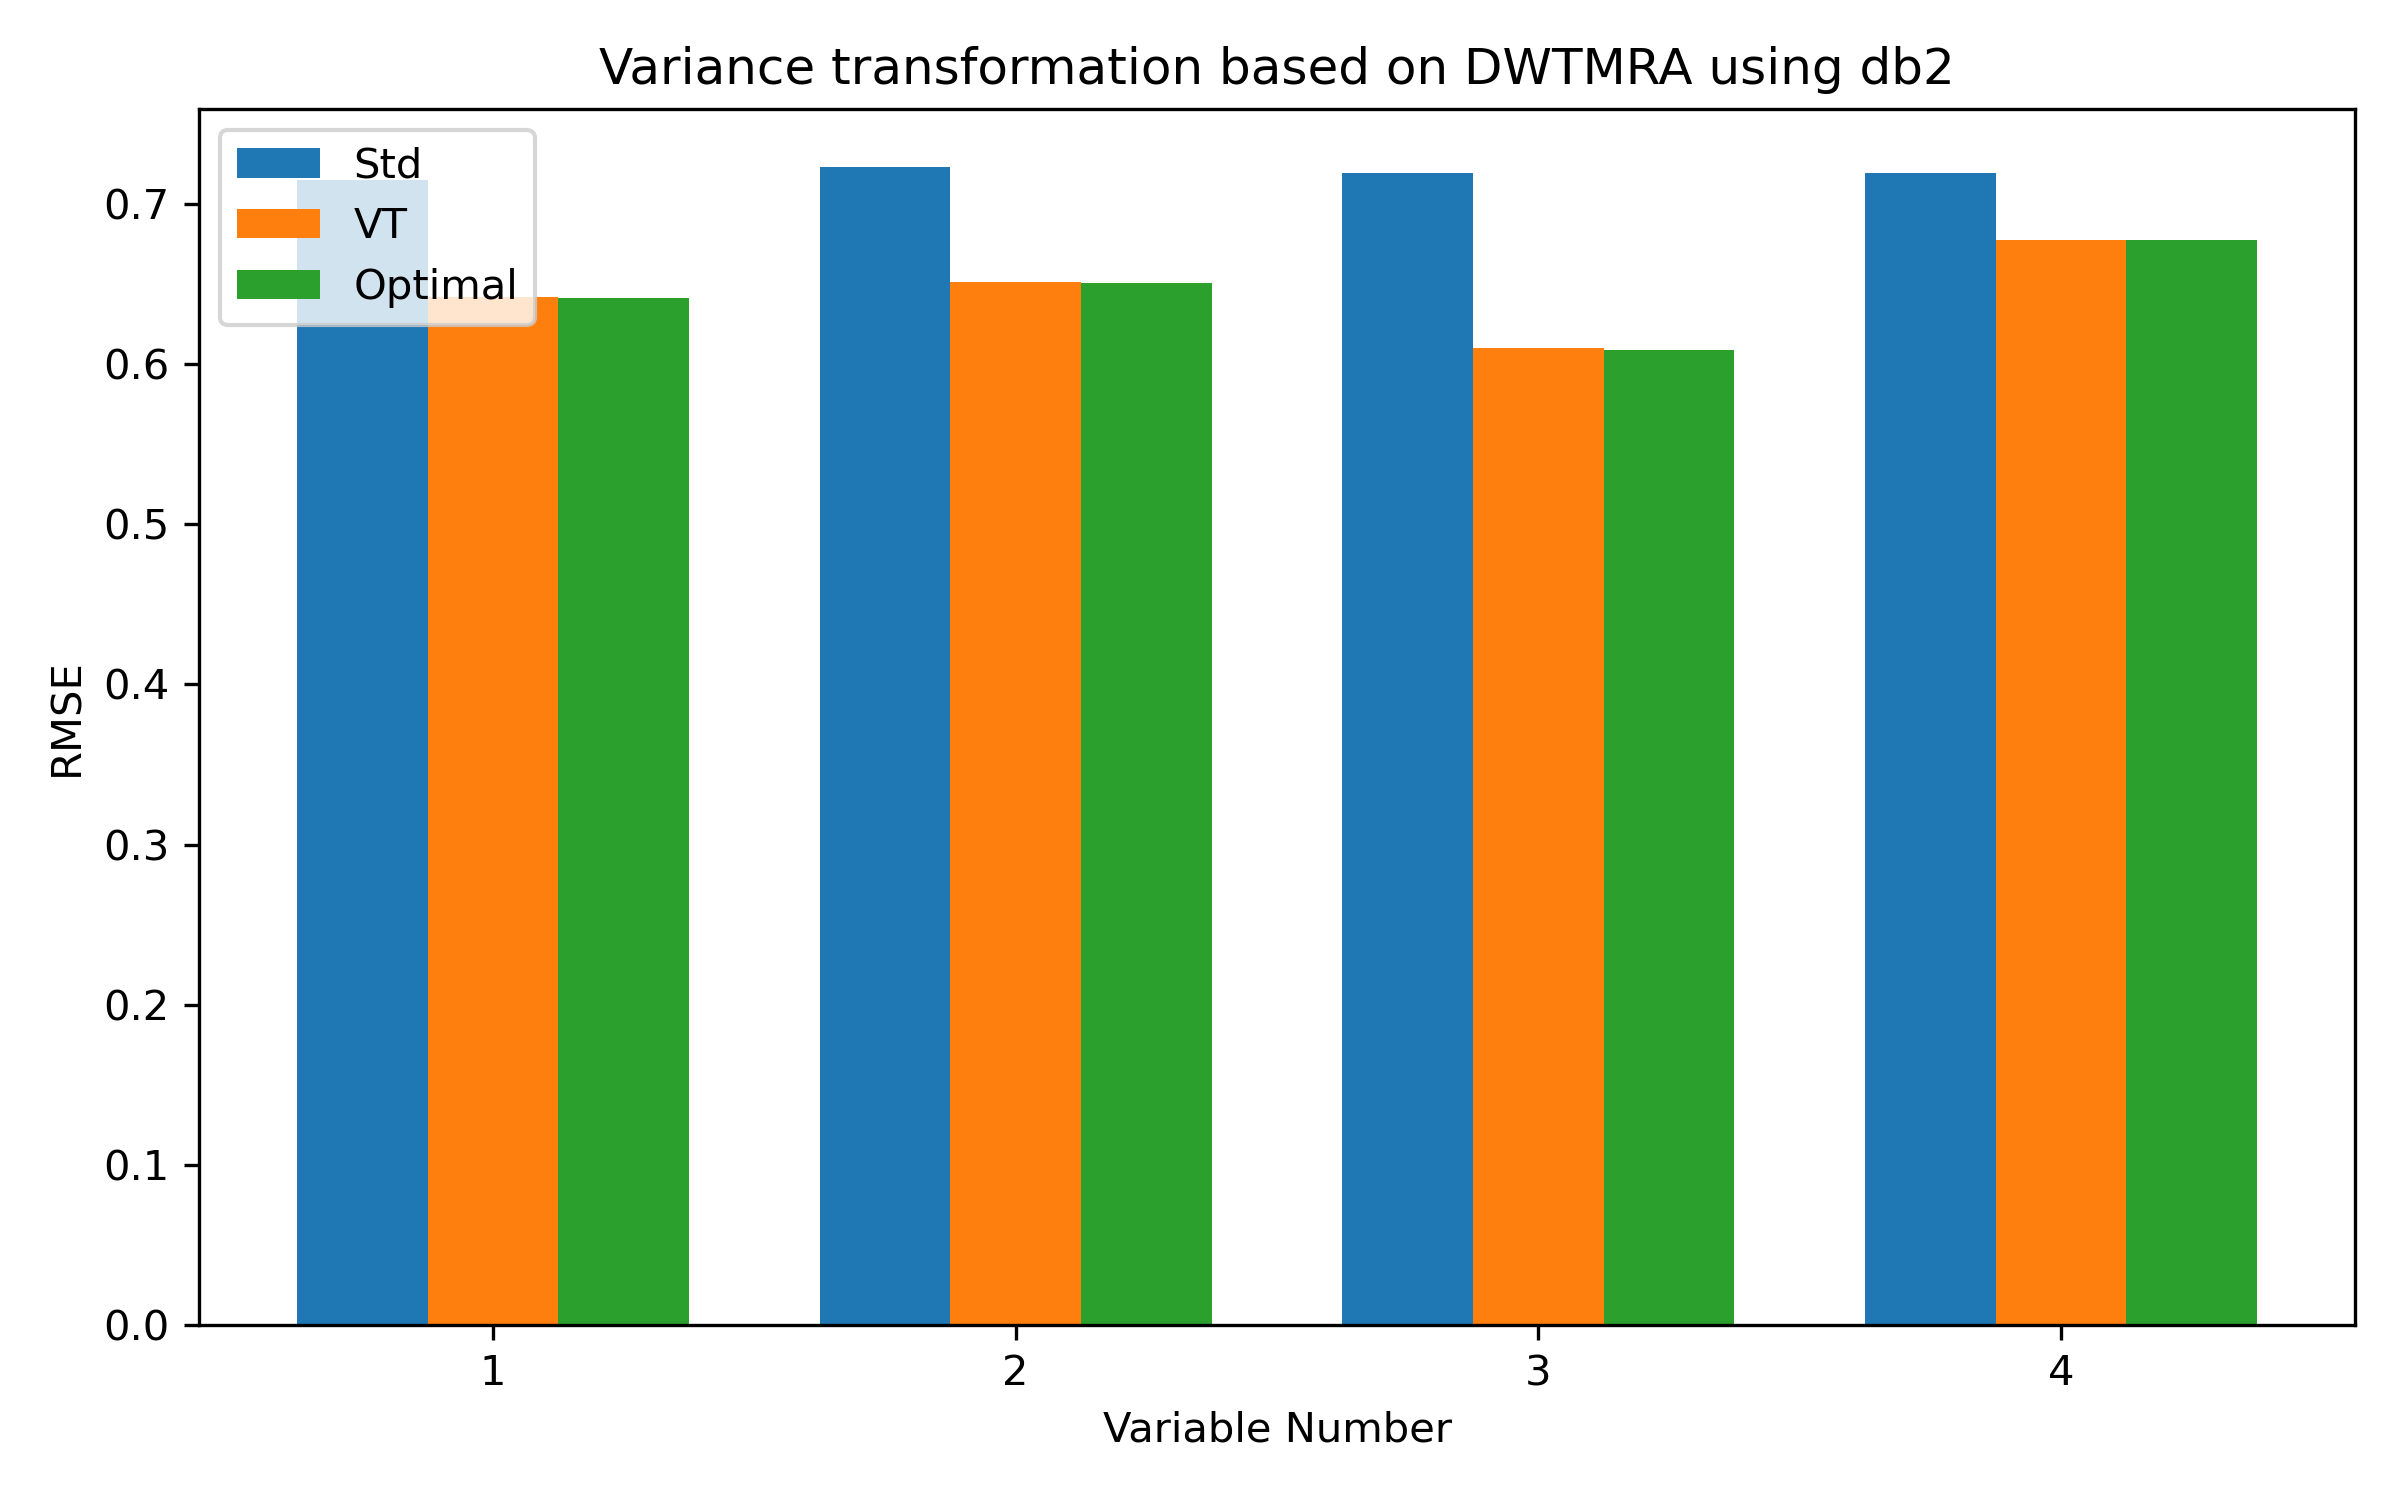 Variance transformation based on DWTMRA using db2
Std
VT
Optimal
0.7
0.6
0.5
0.4
0.3
0.2
0.1
0.0
RMSE
1 2 3 4
Variable Number